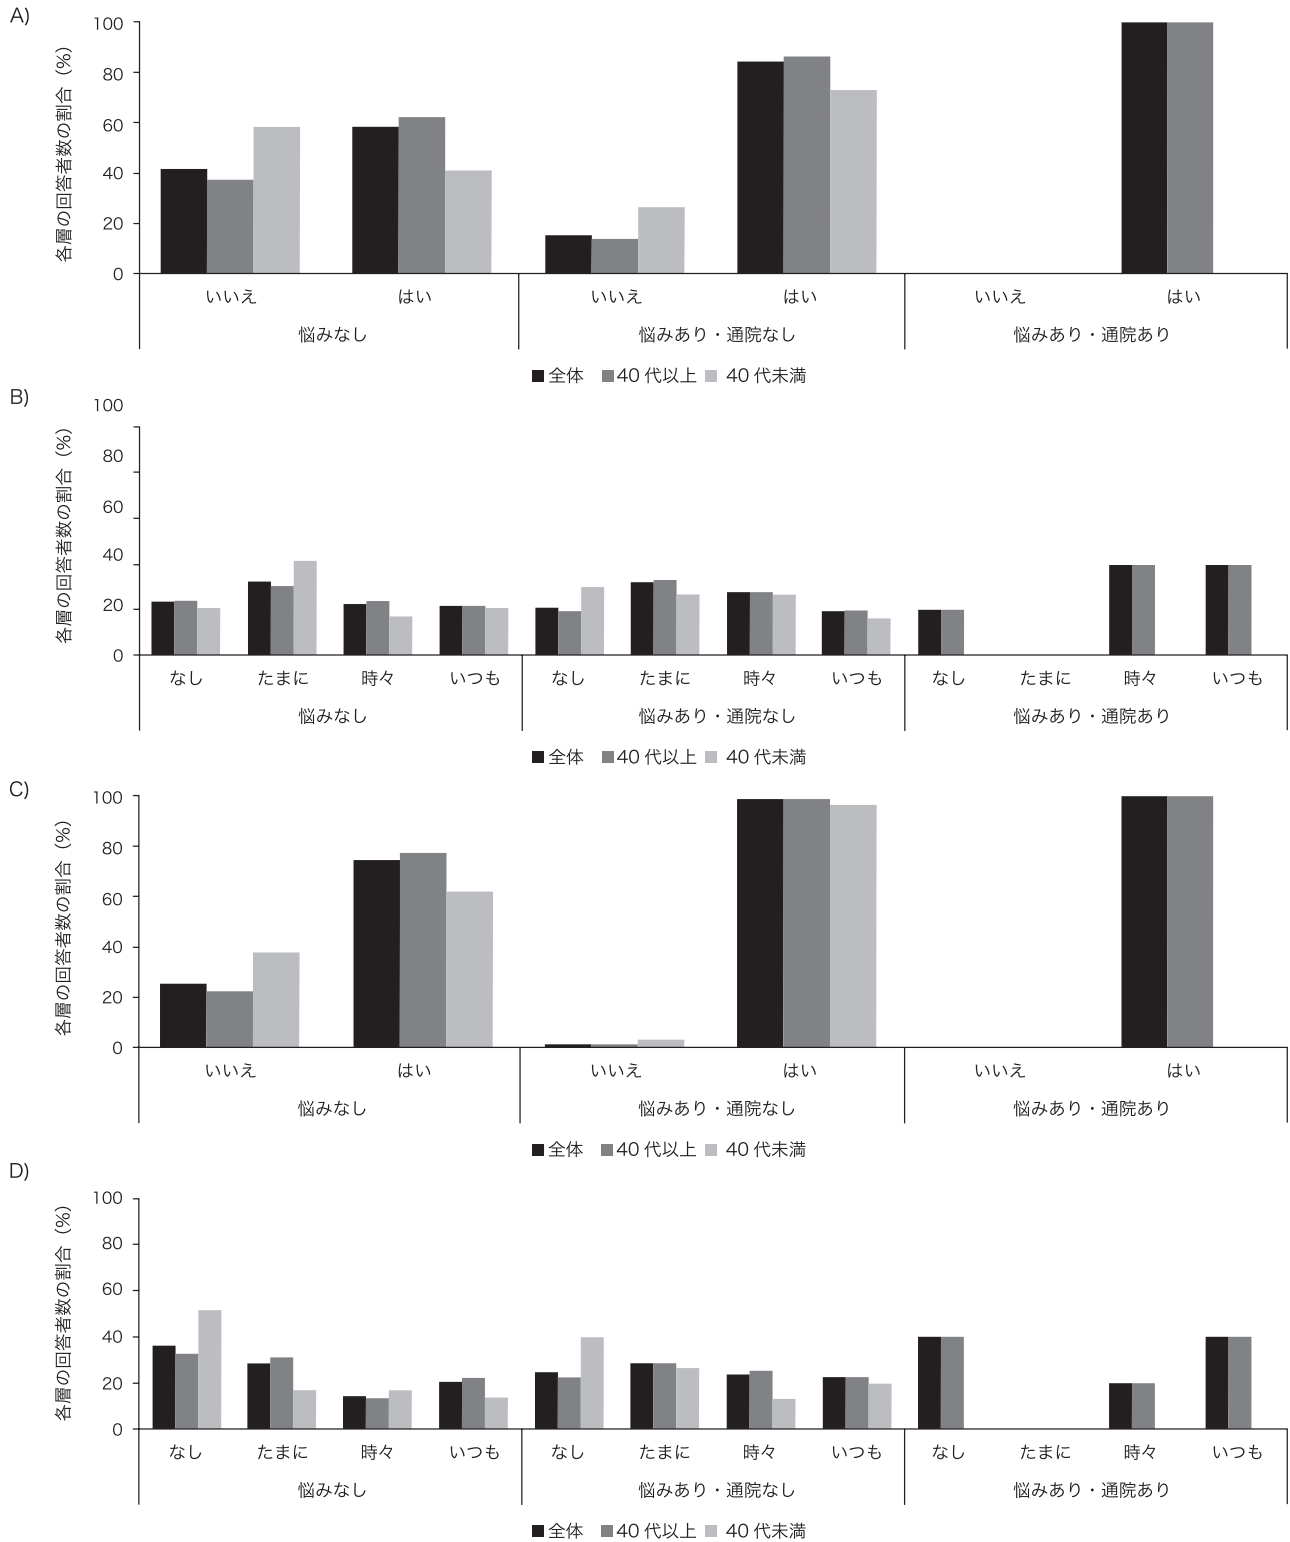 A)
各層の回答者数の割合（%）
100
80
60
40
20
0
いいえ はい いいえ はい いいえ はい
悩みなし 悩みあり・通院なし 悩みあり・通院あり
全体 40 代以上 40 代未満
B)
各層の回答者数の割合（%）
100
80
60
40
20
0
なし たまに 時々 いつも なし たまに 時々 いつも なし たまに 時々 いつも
悩みなし 悩みあり・通院なし 悩みあり・通院あり
全体 40 代以上 40 代未満
C)
各層の回答者数の割合（%）
100
80
60
40
20
0
いいえ はい いいえ はい いいえ はい
悩みなし 悩みあり・通院なし 悩みあり・通院あり
全体 40 代以上 40 代未満
D)
各層の回答者数の割合（%）
100
80
60
40
20
0
なし たまに 時々 いつも なし たまに 時々 いつも なし たまに 時々 いつも
悩みなし 悩みあり・通院なし 悩みあり・通院あり
全体 40 代以上 40 代未満